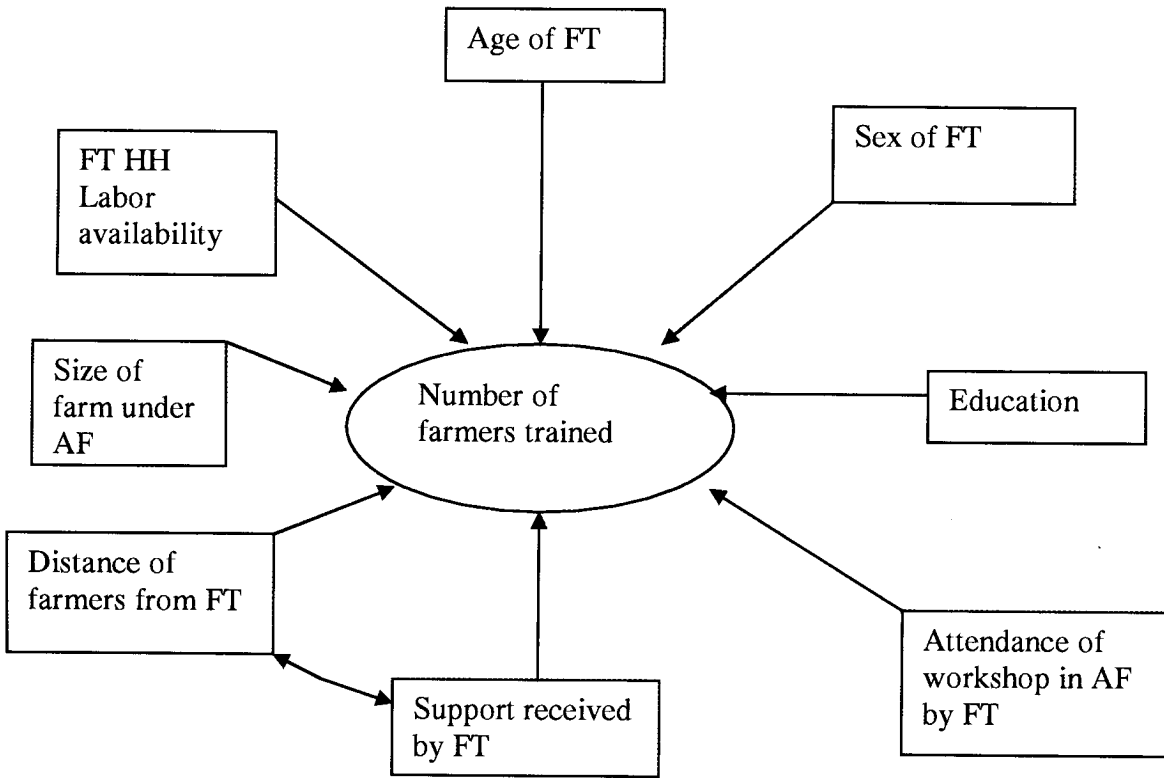 Age of FT
Sex of FT
FT HH
Labor
availability
Size of
farm under
AF
Number of
farmers trained
Education
Distance of
farmers from FT
Support received
by FT
Attendance of
workshop in AF
by FT